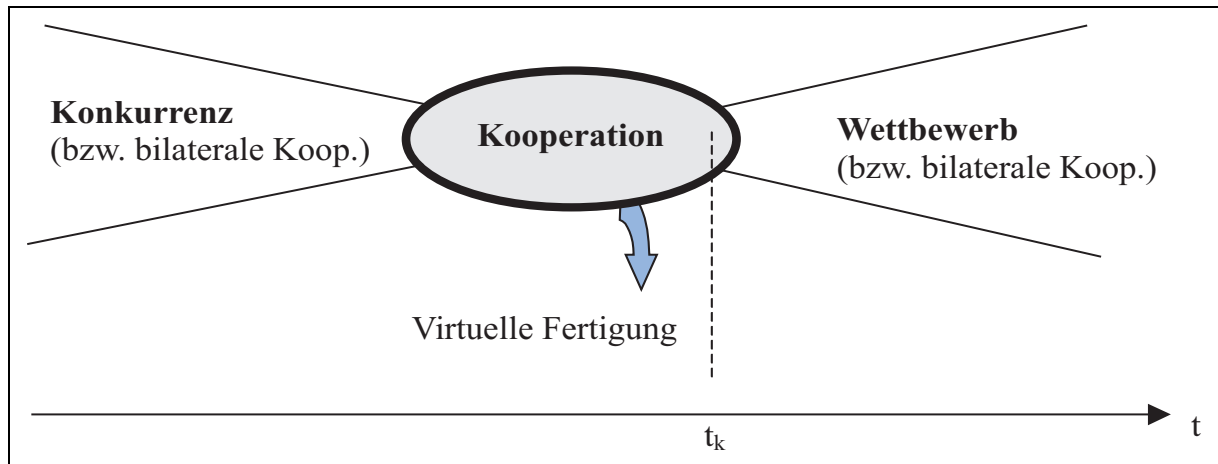 Konkurrenz
(bzw. bilaterale Koop.)
Kooperation
Wettbewerb
(bzw. bilaterale Koop.)
Virtuelle Fertigung
tk
t